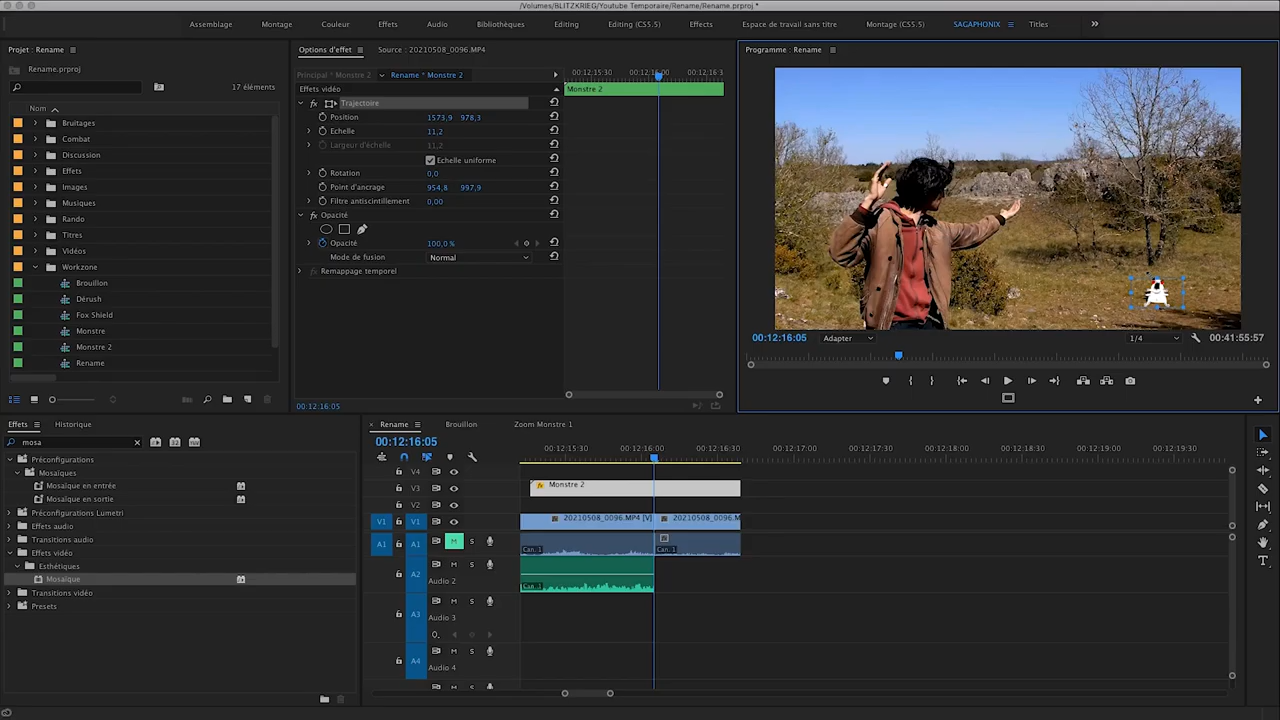 /Volumes/BLITZKRIEG/Youtube Temporaire/Rename/Rename.prproj *
Assemblage Montage Couleur Effets Audio Bibliothèques Editing Editing (CS5.5) Effects Espace de travail sans titre Montage (CS5.5) SAGAPHONIX Titles
Projet : Rename
Rename.prproj
17 éléments
Nom
Bruitages
Combat
Discussion
Effets
Images
Musiques
Rando
Titres
Vidéos
Workzone
Brouillon
Dérush
Fox Shield
Monstre
Monstre 2
Rename
Options d'effet Source : 20210508_0096.MP4
Principal * Monstre 2 Rename * Monstre 2
00:12:15:30 00:12:16:00 00:12:16:3
Effets vidéo Monstre 2
fx Trajectoire
Position 1573,9 978,3
Echelle 11,2
Largeur d'échelle 11,2
Echelle uniforme
Rotation 0,0
Point d'ancrage 954,8 997,9
Filtre antiscintillement 0,00
fx Opacité
Opacité 100,0 %
Mode de fusion Normal
fx Remappage temporel
00:12:16:05
Programme : Rename
00:12:16:05 Adapter 1/4 00:41:55:57
Effets Historique
mosa
Préconfigurations
Mosaïques
Mosaïque en entrée
Mosaïque en sortie
Préconfigurations Lumetri
Effets audio
Transitions audio
Effets vidéo
Esthétiques
Mosaïque
Transitions vidéo
Presets
Rename Brouillon Zoom Monstre 1
00:12:16:05
00:12:15:30 00:12:16:00 00:12:16:30 00:12:17:00 00:12:17:30 00:12:18:00 00:12:18:30 00:12:19:00 00:12:19:30
V4
V3 fx Monstre 2
V2
V1 V1 20210508_0096.MP4 [V] 20210508_0096.M
A1 A1 M S Can. 1 Can. 1
A2 M S
Audio 2 Can. 1
A3 M S
Audio 3
A4 M S
Audio 4
M S